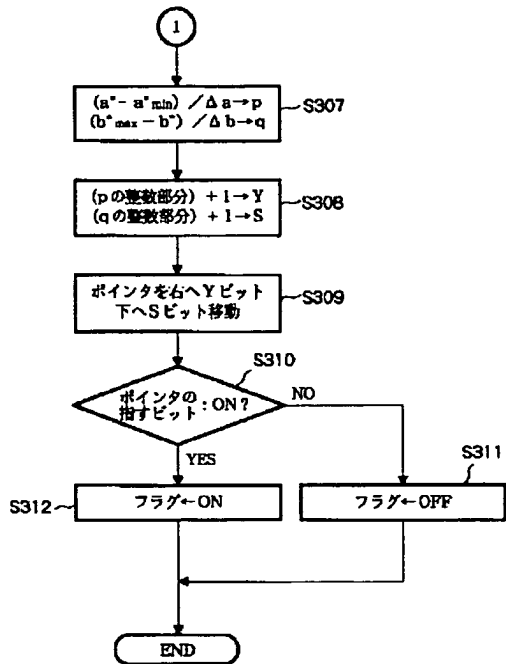 1
(a*－a*min)／Δa→p
(b*max－b*)／Δb→q
S307
(pの整数部分)＋1→Y
(qの整数部分)＋1→S
S308
ポインタを右へYビット
下へSビット移動
S309
S310
ポインタの
指すビット：ON？
NO
YES
S311
S312
フラグ←ON
フラグ←OFF
END